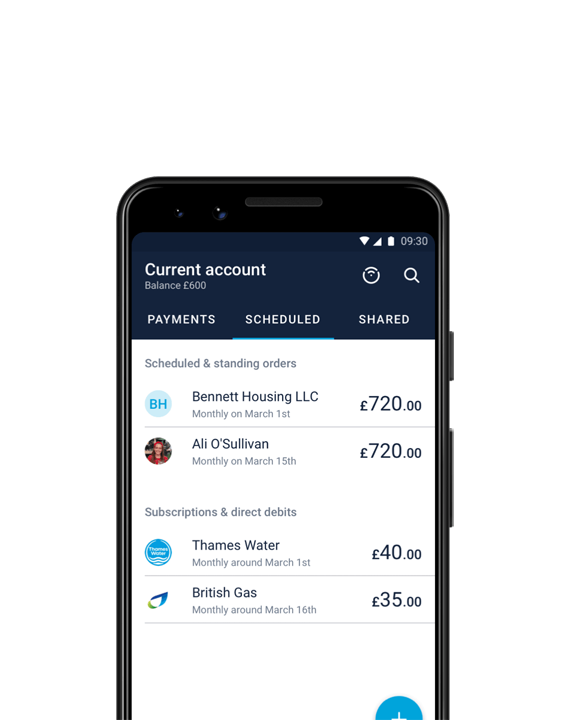 09:30
Current account
Balance £600
PAYMENTS SCHEDULED SHARED
Scheduled & standing orders
BH Bennett Housing LLC £720.00
Monthly on March 1st
Ali O'Sullivan £720.00
Monthly on March 15th
Subscriptions & direct debits
Thames Water
Thames Water £40.00
Monthly around March 1st
British Gas £35.00
Monthly around March 16th